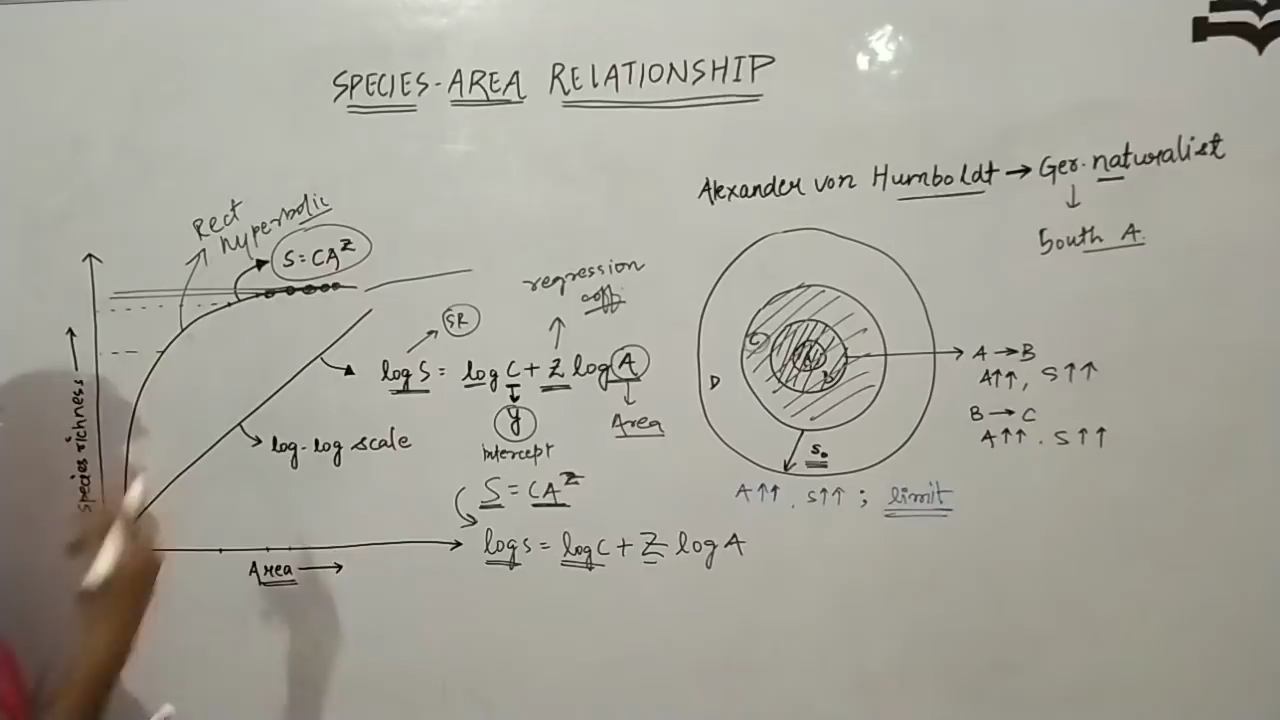 SPECIES-AREA RELATIONSHIP
Alexander von Humboldt → Ger. naturalist
↓
South A.
Rect
hyperbolic
S = CA^Z
regression
coff.
SR
log S = log C + Z log A
y
intercept
Area
log-log scale
S = CA^Z
log S = log C + Z log A
Species richness →
Area →
C
B
D
A → B
A↑↑, S↑↑
B → C
A↑↑. S↑↑
A↑↑. S↑↑ ; limit